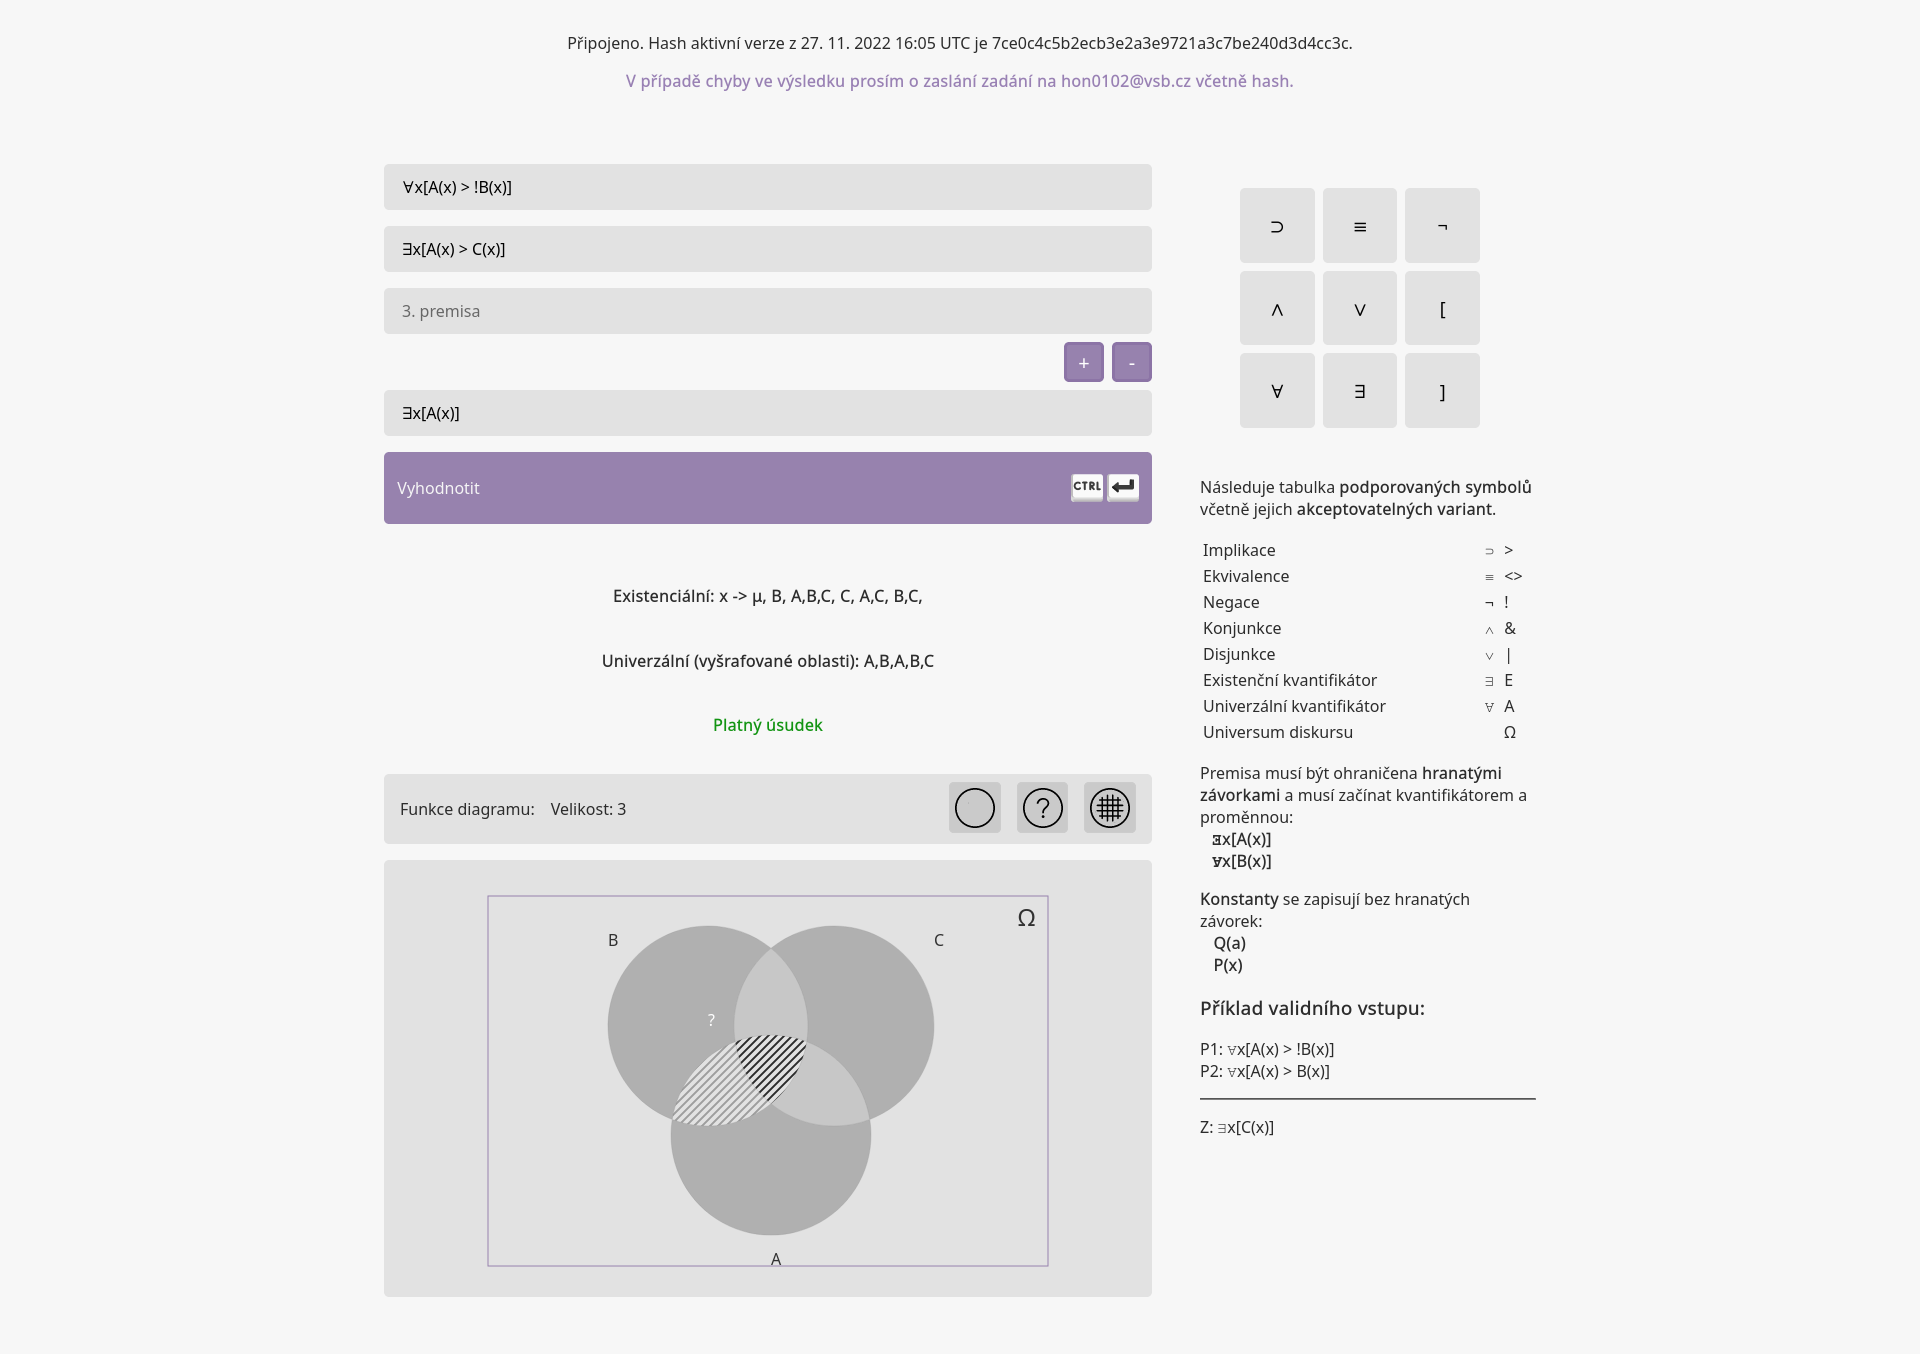 Připojeno. Hash aktivní verze z 27. 11. 2022 16:05 UTC je 7ce0c4c5b2ecb3e2a3e9721a3c7be240d3d4cc3c.
V případě chyby ve výsledku prosím o zaslání zadání na hon0102@vsb.cz včetně hash.
∀x[A(x) > !B(x)]
∃x[A(x) > C(x)]
3. premisa
+ -
∃x[A(x)]
Vyhodnotit CTRL
Existenciální: x -> μ, B, A,B,C, C, A,C, B,C,
Univerzální (vyšrafované oblasti): A,B,A,B,C
Platný úsudek
Funkce diagramu: Velikost: 3 ?
Ω
B C
?
A
⊃ ≡ ¬
∧ ∨ [
∀ ∃ ]
Následuje tabulka podporovaných symbolů
včetně jejich akceptovatelných variant.
Implikace ⊃ >
Ekvivalence ≡ <>
Negace ¬ !
Konjunkce ∧ &
Disjunkce ∨ |
Existenční kvantifikátor ∃ E
Univerzální kvantifikátor ∀ A
Universum diskursu Ω
Premisa musí být ohraničena hranatými
závorkami a musí začínat kvantifikátorem a
proměnnou:
∃x[A(x)]
∀x[B(x)]
Konstanty se zapisují bez hranatých
závorek:
Q(a)
P(x)
Příklad validního vstupu:
P1: ∀x[A(x) > !B(x)]
P2: ∀x[A(x) > B(x)]
Z: ∃x[C(x)]